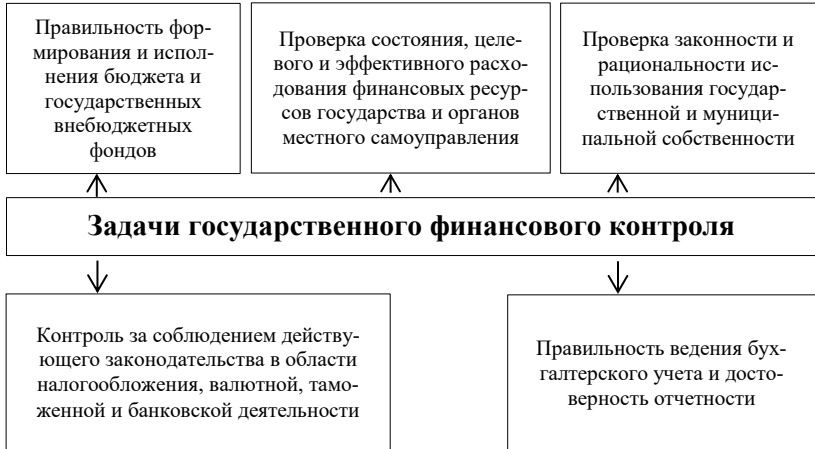 Правильность фор-
мирования и испол-
нения бюджета и
государственных
внебюджетных
фондов
Проверка состояния, целе-
вого и эффективного расхо-
дования финансовых ресур-
сов государства и органов
местного самоуправления
Проверка законности и
рациональности ис-
пользования государ-
ственной и муници-
пальной собственности
Задачи государственного финансового контроля
Контроль за соблюдением действу-
ющего законодательства в области
налогообложения, валютной, тамо-
женной и банковской деятельности
Правильность ведения бух-
галтерского учета и досто-
верность отчетности